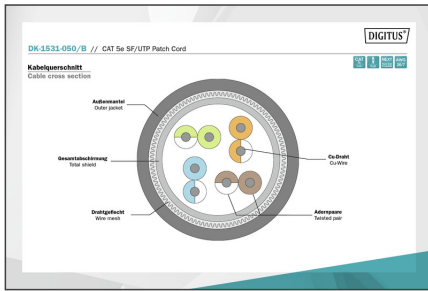 DIGITUS®
DK-1531-050/B // CAT 5e SF/UTP Patch Cord
Kabelquerschnitt
Cable cross section
Außenmantel
Outer jacket
Gesamtabschirmung
Total shield
Drahtgeflecht
Wire mesh
Cu-Draht
Cu-Wire
Adernpaare
Twisted pair